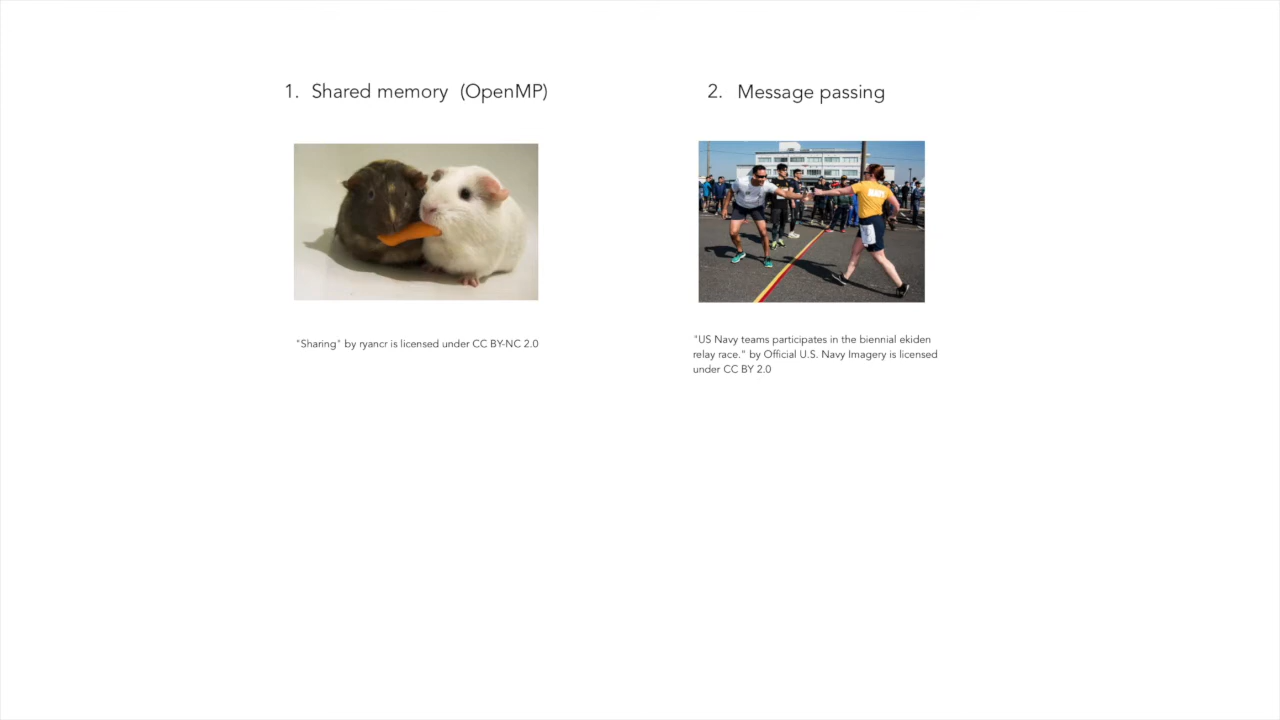 1. Shared memory (OpenMP)
2. Message passing
"Sharing" by ryancr is licensed under CC BY-NC 2.0
"US Navy teams participates in the biennial ekiden
relay race." by Official U.S. Navy Imagery is licensed
under CC BY 2.0